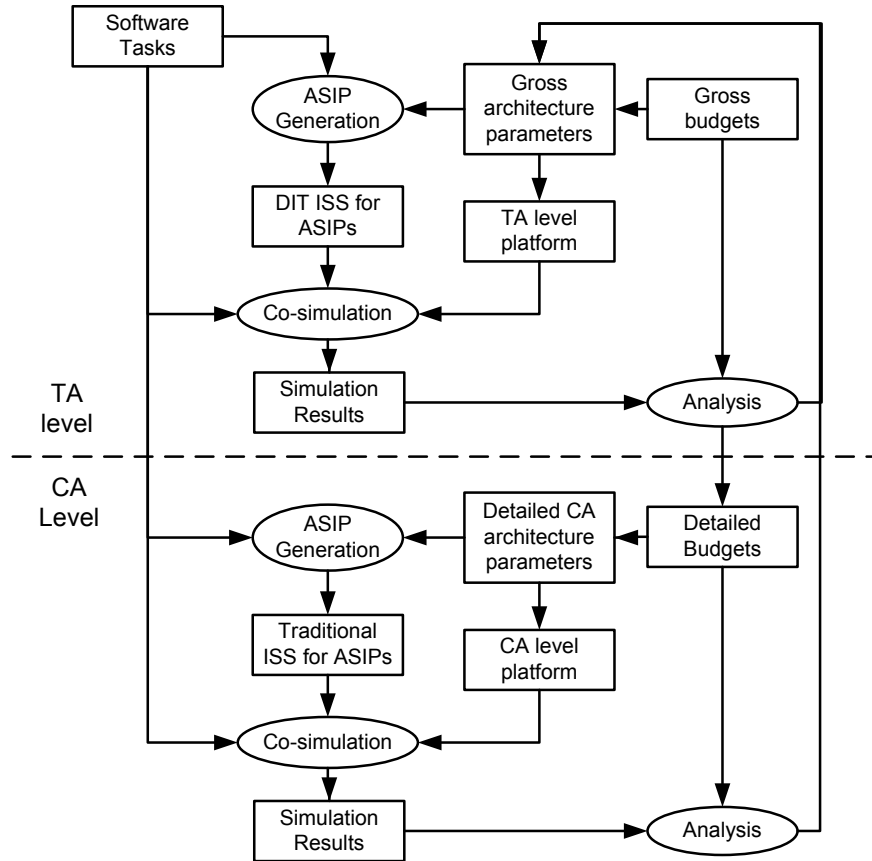 Software
Tasks
ASIP
Generation
Gross
architecture
parameters
Gross
budgets
DIT ISS for
ASIPs
TA level
platform
Co-simulation
Simulation
Results
Analysis
TA
level
CA
Level
ASIP
Generation
Detailed CA
architecture
parameters
Detailed
Budgets
Traditional
ISS for ASIPs
CA level
platform
Co-simulation
Simulation
Results
Analysis